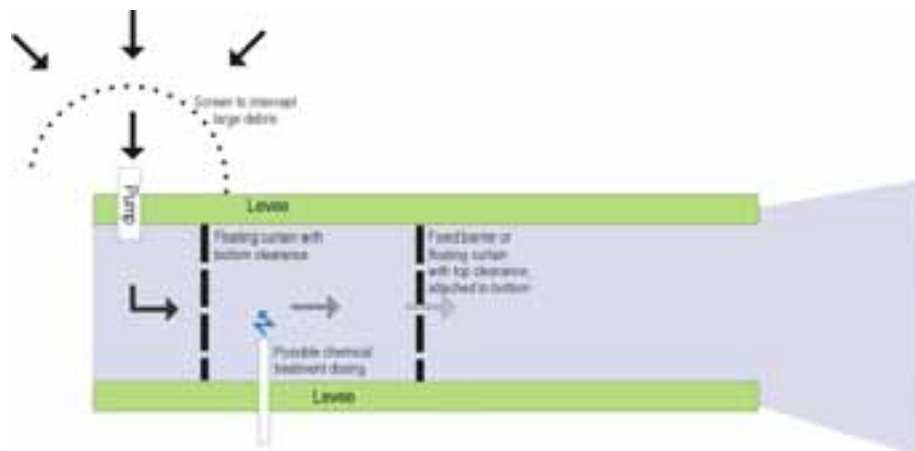 Screen to intercept
large debris
Pump
Levee
Floating curtain with
bottom clearance
Fixed barrier or
floating curtain
with top clearance,
attached in bottom
Possible chemical
treatment dosing
Levee